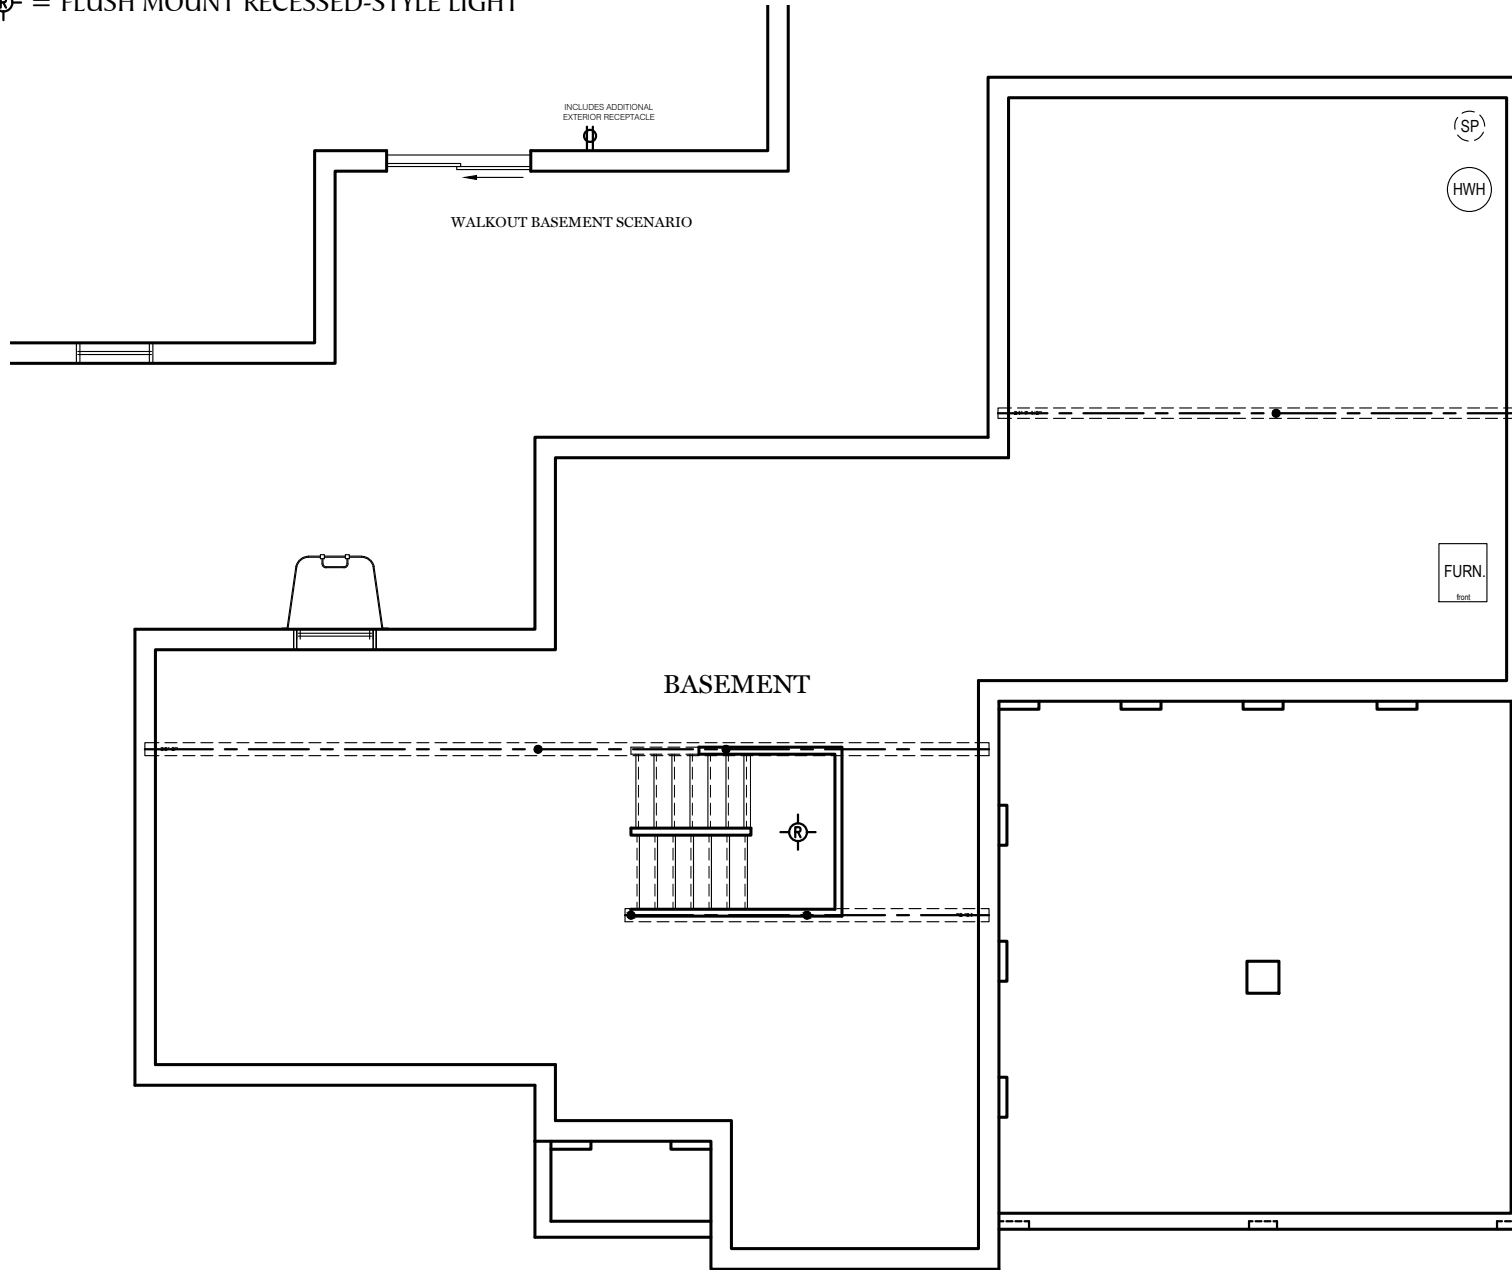 R = FLUSH MOUNT RECESSED-STYLE LIGHT
INCLUDES ADDITIONAL
EXTERIOR RECEPTACLE
WALKOUT BASEMENT SCENARIO
SP
HWH
FURN.
front
BASEMENT
R